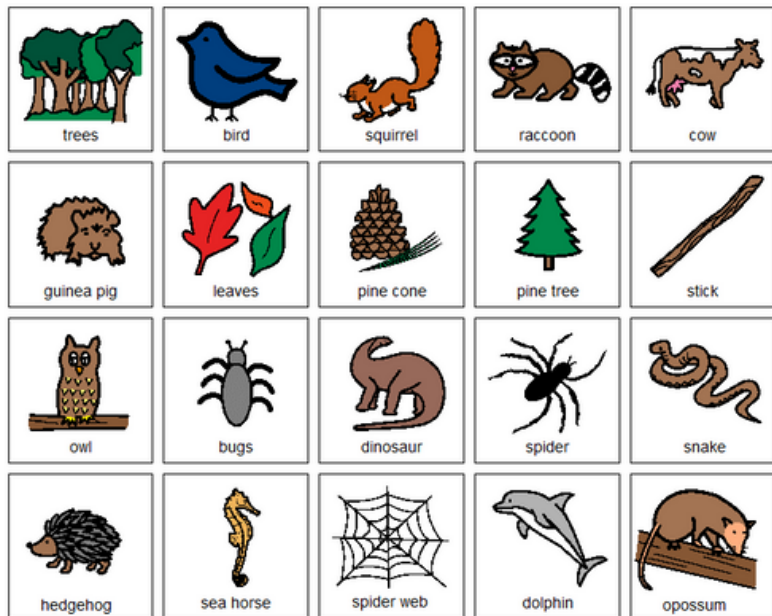 trees
bird
squirrel
raccoon
cow
guinea pig
leaves
pine cone
pine tree
stick
owl
bugs
dinosaur
spider
snake
hedgehog
sea horse
spider web
dolphin
opossum